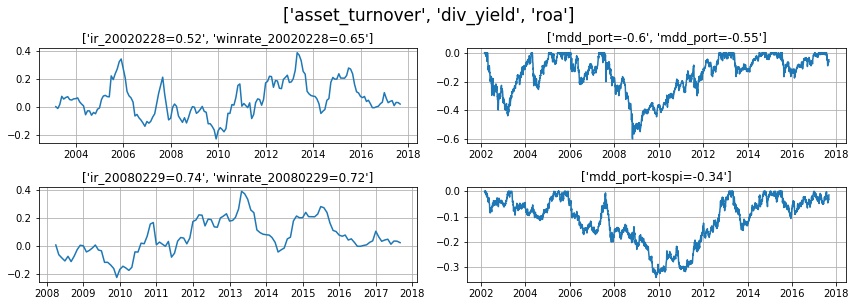 ['asset_turnover', 'div_yield', 'roa']
['ir_20020228=0.52', 'winrate_20020228=0.65']
0.4
0.2
0.0
−0.2
2004 2006 2008 2010 2012 2014 2016 2018
['mdd_port=-0.6', 'mdd_port=-0.55']
0.0
−0.2
−0.4
−0.6
2002 2004 2006 2008 2010 2012 2014 2016 2018
['ir_20080229=0.74', 'winrate_20080229=0.72']
0.4
0.2
0.0
−0.2
2008 2009 2010 2011 2012 2013 2014 2015 2016 2017 2018
['mdd_port-kospi=-0.34']
0.0
−0.1
−0.2
−0.3
2002 2004 2006 2008 2010 2012 2014 2016 2018